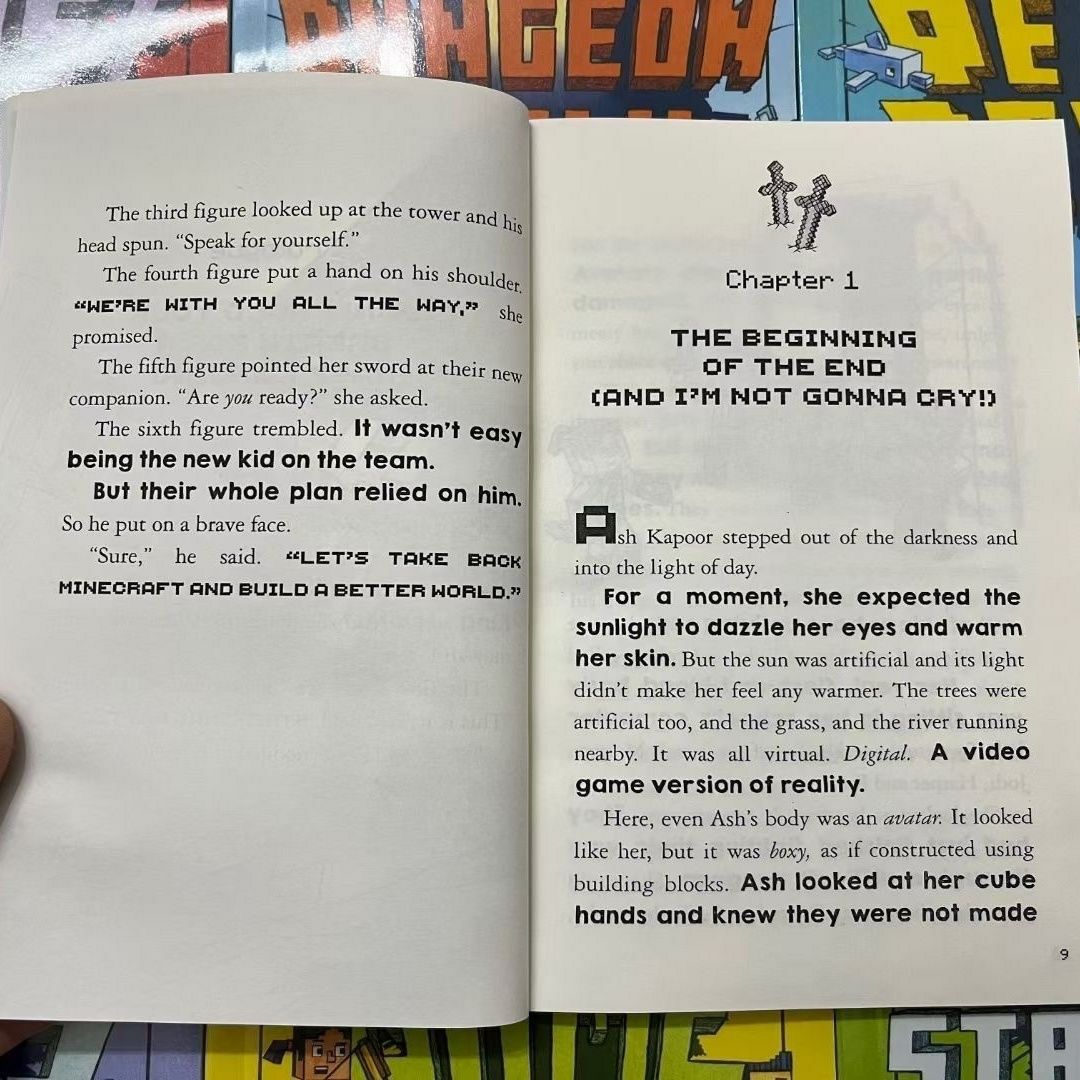 The third figure looked up at the tower and his
head spun. “Speak for yourself.”
The fourth figure put a hand on his shoulder.
“WE’RE WITH YOU ALL THE WAY,” she
promised.
The fifth figure pointed her sword at their new
companion. “Are you ready?” she asked.
The sixth figure trembled. It wasn’t easy
being the new kid on the team.
But their whole plan relied on him.
So he put on a brave face.
“Sure,” he said. “LET’S TAKE BACK
MINECRAFT AND BUILD A BETTER WORLD.”
Chapter 1
THE BEGINNING
OF THE END
(AND I’M NOT GONNA CRY!)
Ash Kapoor stepped out of the darkness and
into the light of day.
For a moment, she expected the
sunlight to dazzle her eyes and warm
her skin. But the sun was artificial and its light
didn’t make her feel any warmer. The trees were
artificial too, and the grass, and the river running
nearby. It was all virtual. Digital. A video
game version of reality.
Here, even Ash’s body was an avatar. It looked
like her, but it was boxy, as if constructed using
building blocks. Ash looked at her cube
hands and knew they were not made
9